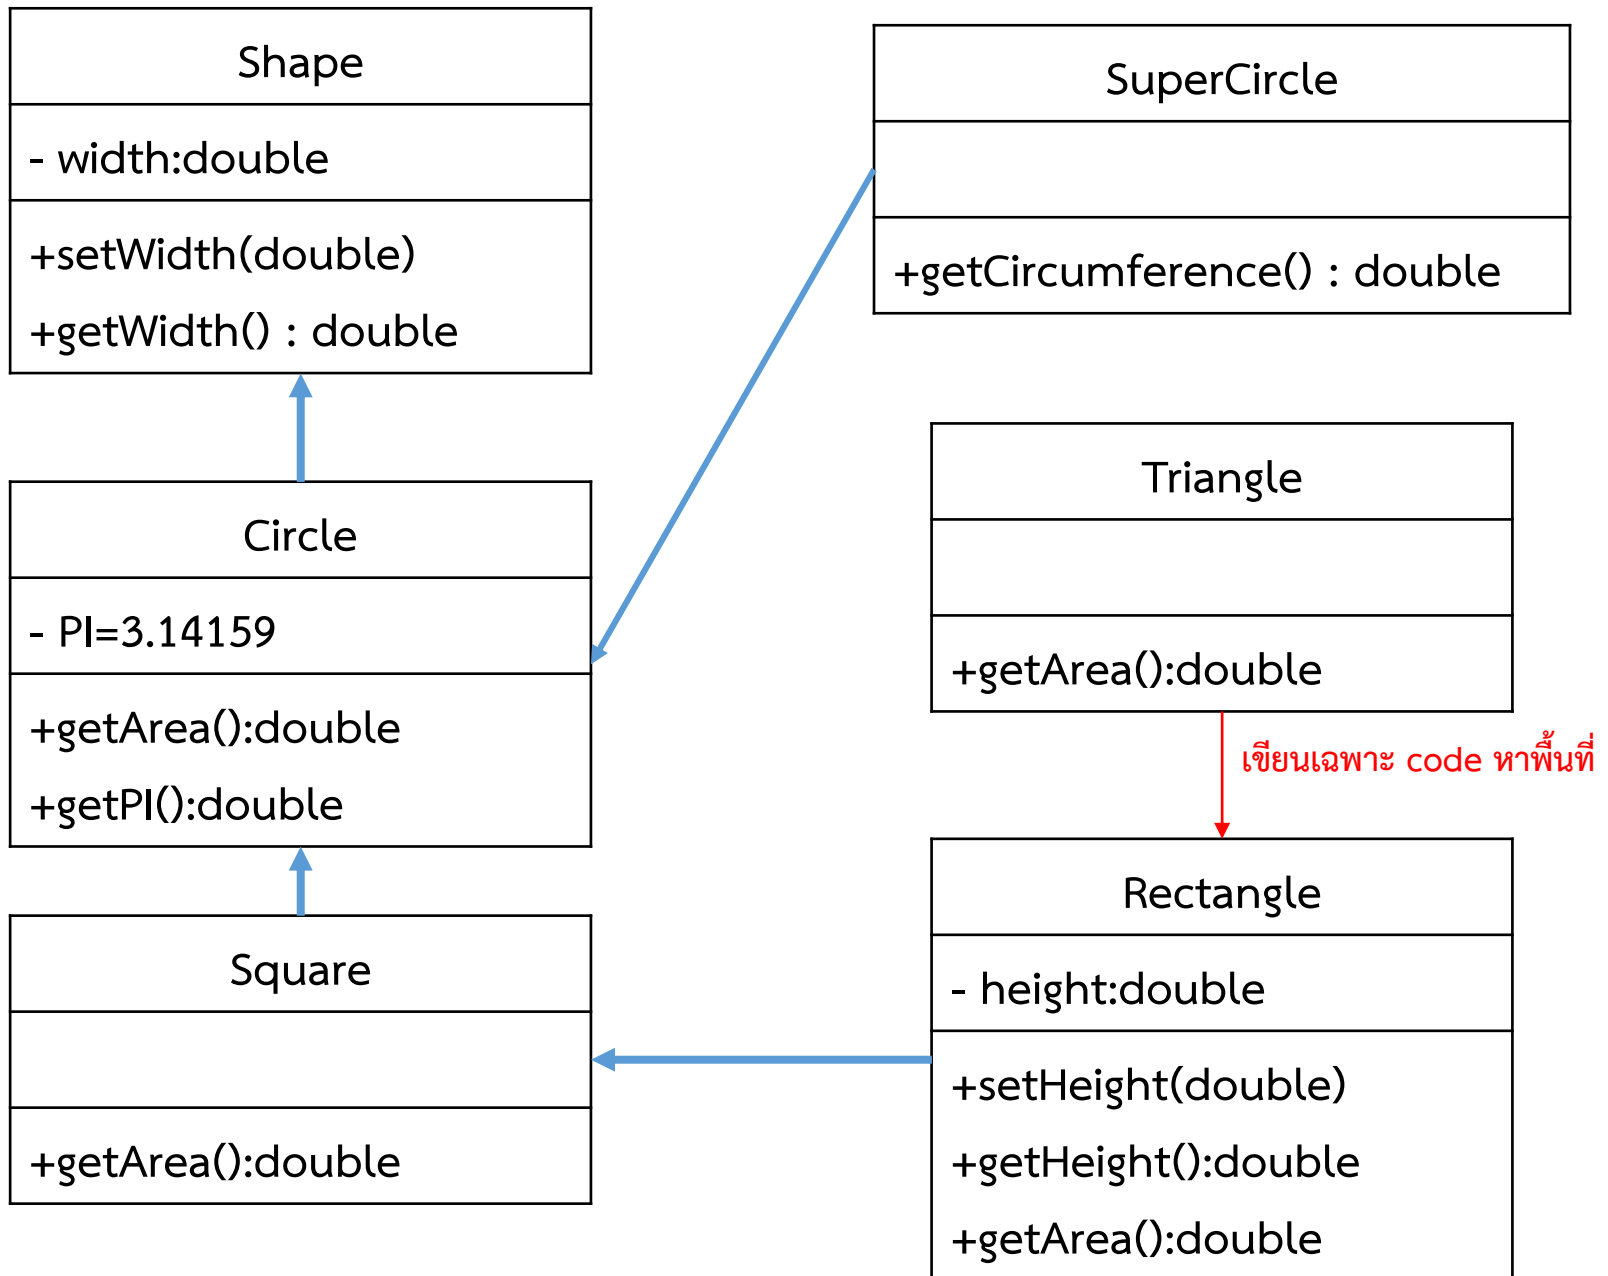 Shape
- width:double
+setWidth(double)
+getWidth() : double
SuperCircle
+getCircumference() : double
Circle
- PI=3.14159
+getArea():double
+getPI():double
Triangle
+getArea():double
เขียนเฉพาะ code หาพื้นที่
Square
+getArea():double
Rectangle
- height:double
+setHeight(double)
+getHeight():double
+getArea():double